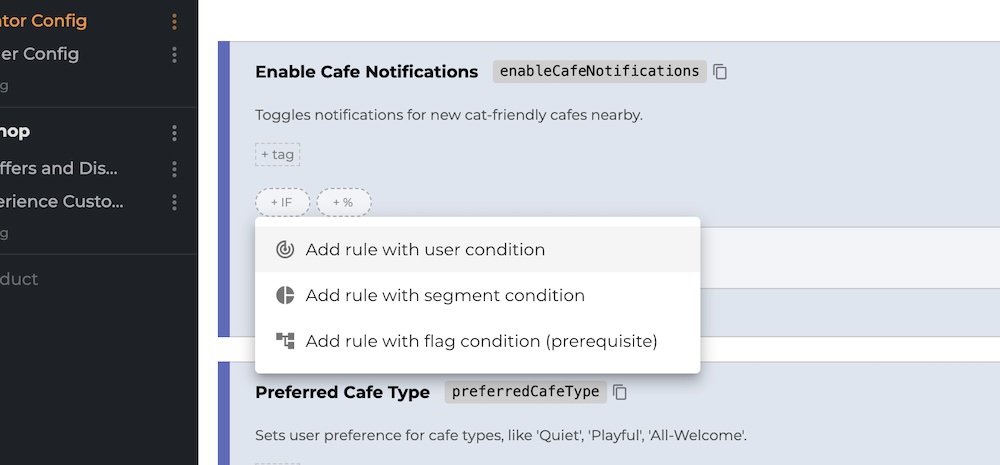 tor Config
er Config
g
hop
ffers and Dis...
erience Custo...
g
duct
Enable Cafe Notifications enableCafeNotifications
Toggles notifications for new cat-friendly cafes nearby.
+ tag
+ IF + %
Add rule with user condition
Add rule with segment condition
Add rule with flag condition (prerequisite)
Preferred Cafe Type preferredCafeType
Sets user preference for cafe types, like 'Quiet', 'Playful', 'All-Welcome'.